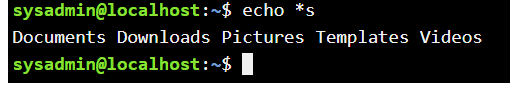 sysadmin@localhost:~$ echo *s
Documents Downloads Pictures Templates Videos
sysadmin@localhost:~$